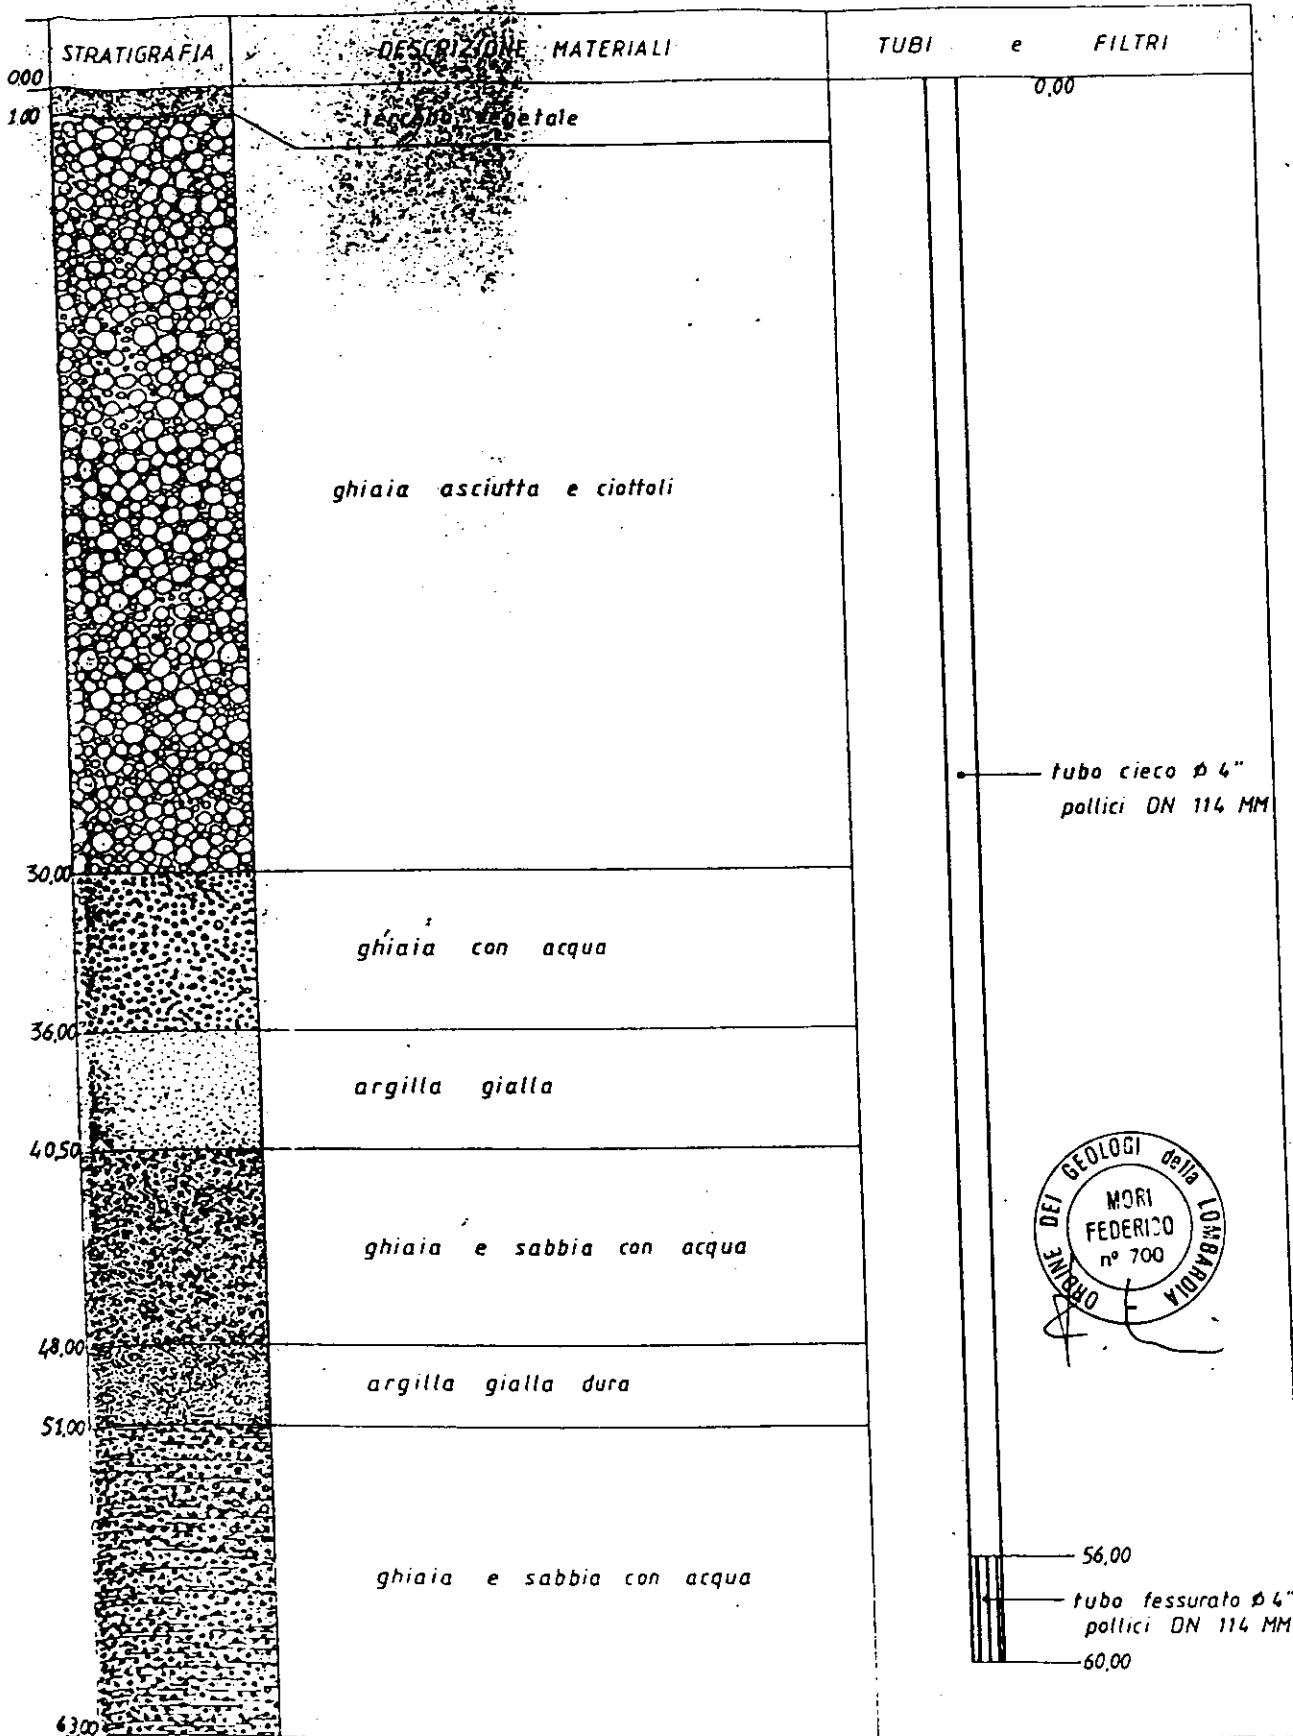 STRATIGRAFIA DESCRIZIONE MATERIALI TUBI e FILTRI
000
0,00
1.00
terreno vegetale
ghiaia asciutta e ciottoli
tubo cieco ø 4"
pollici DN 114 MM
30,00
ghiaia con acqua
36,00
argilla gialla
40,50
ORDINE DEI GEOLOGI della LOMBARDIA
MORI
FEDERICO
n° 700
ghiaia e sabbia con acqua
48,00
argilla gialla dura
51,00
56,00
ghiaia e sabbia con acqua
tubo fessurato ø 4"
pollici DN 114 MM
60,00
63,00